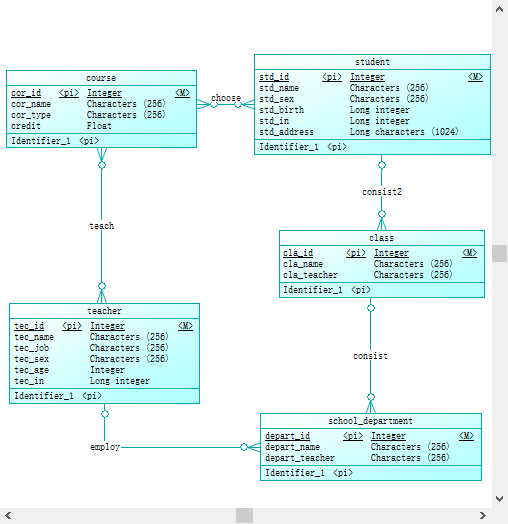 course
cor_id <pi> Integer <M>
cor_name Characters (256)
cor_type Characters (256)
credit Float
Identifier_1 <pi>
choose
student
std_id <pi> Integer <M>
std_name Characters (256)
std_sex Characters (256)
std_birth Long integer
std_in Long integer
std_address Long characters (1024)
Identifier_1 <pi>
teach
consist2
class
cla_id <pi> Integer <M>
cla_name Characters (256)
cla_teacher Characters (256)
Identifier_1 <pi>
teacher
tec_id <pi> Integer <M>
tec_name Characters (256)
tec_job Characters (256)
tec_sex Characters (256)
tec_age Integer
tec_in Long integer
Identifier_1 <pi>
consist
employ
school_department
depart_id <pi> Integer <M>
depart_name Characters (256)
depart_teacher Characters (256)
Identifier_1 <pi>